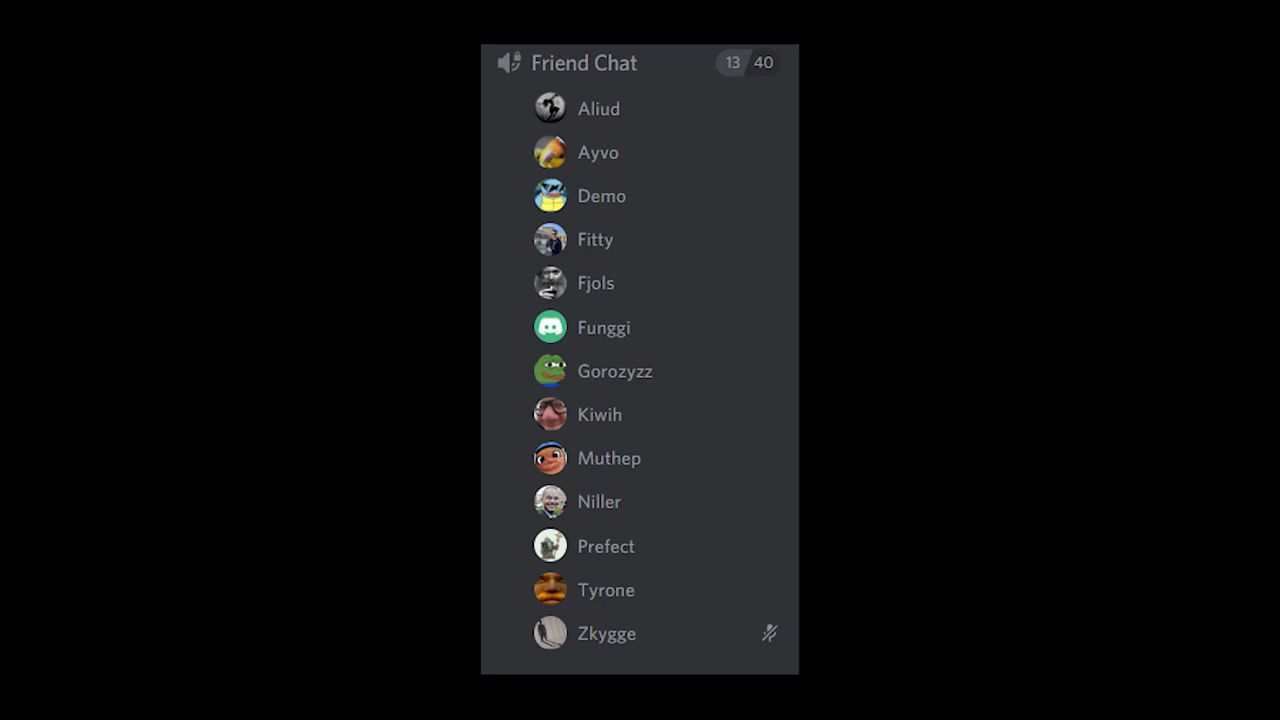 Friend Chat 13 40
Aliud
Ayvo
Demo
Fitty
Fjols
Funggi
Gorozyzz
Kiwih
Muthep
Niller
Prefect
Tyrone
Zkygge